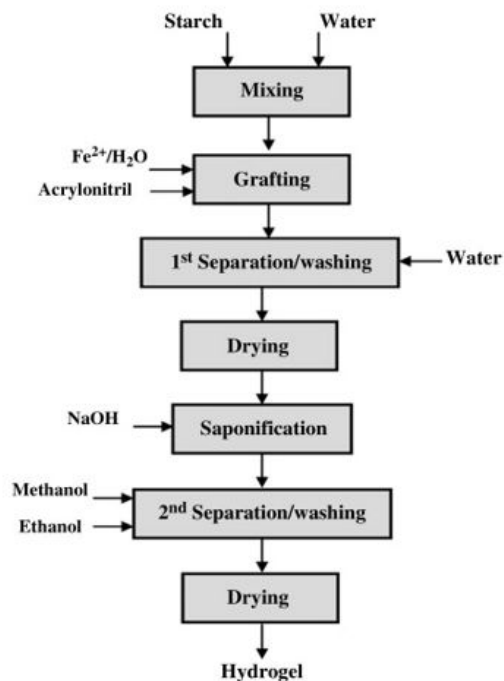 Starch Water
Mixing
Fe²⁺/H₂O
Acrylonitril
Grafting
1ˢᵗ Separation/washing
Water
Drying
NaOH
Saponification
Methanol
Ethanol
2ⁿᵈ Separation/washing
Drying
Hydrogel